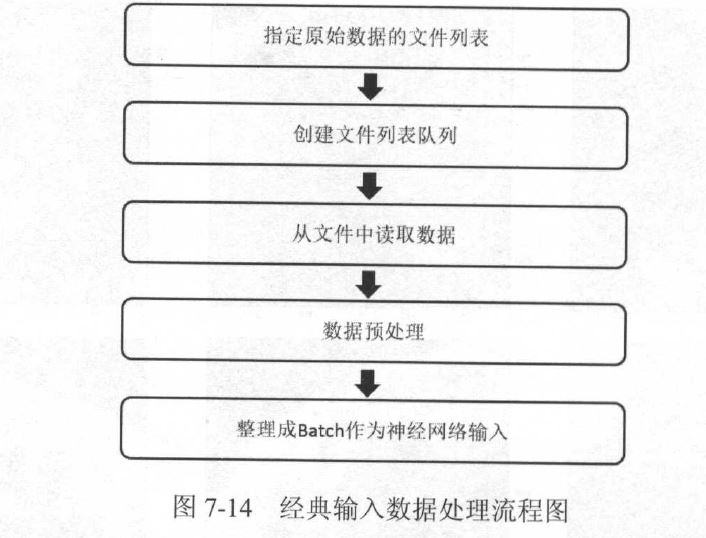 指定原始数据的文件列表
创建文件列表队列
从文件中读取数据
数据预处理
整理成Batch作为神经网络输入
图 7-14 经典输入数据处理流程图